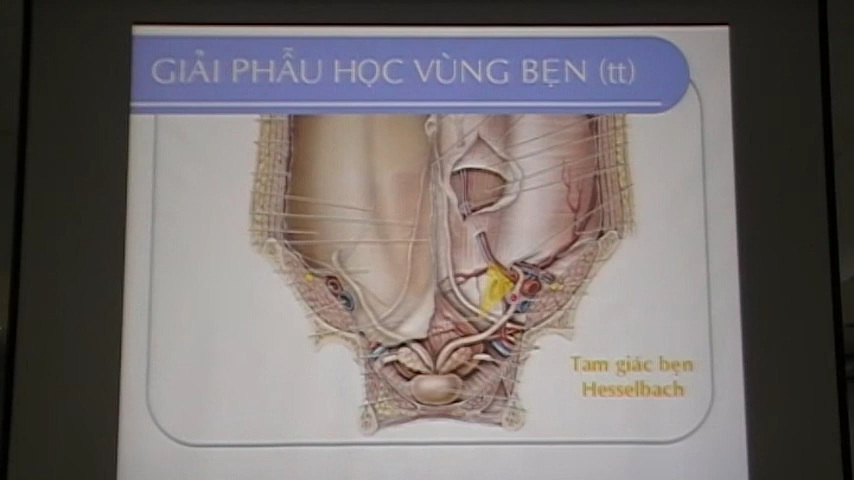 GIẢI PHẪU HỌC VÙNG BẸN (tt)
Tam giác bẹn
Hesselbach